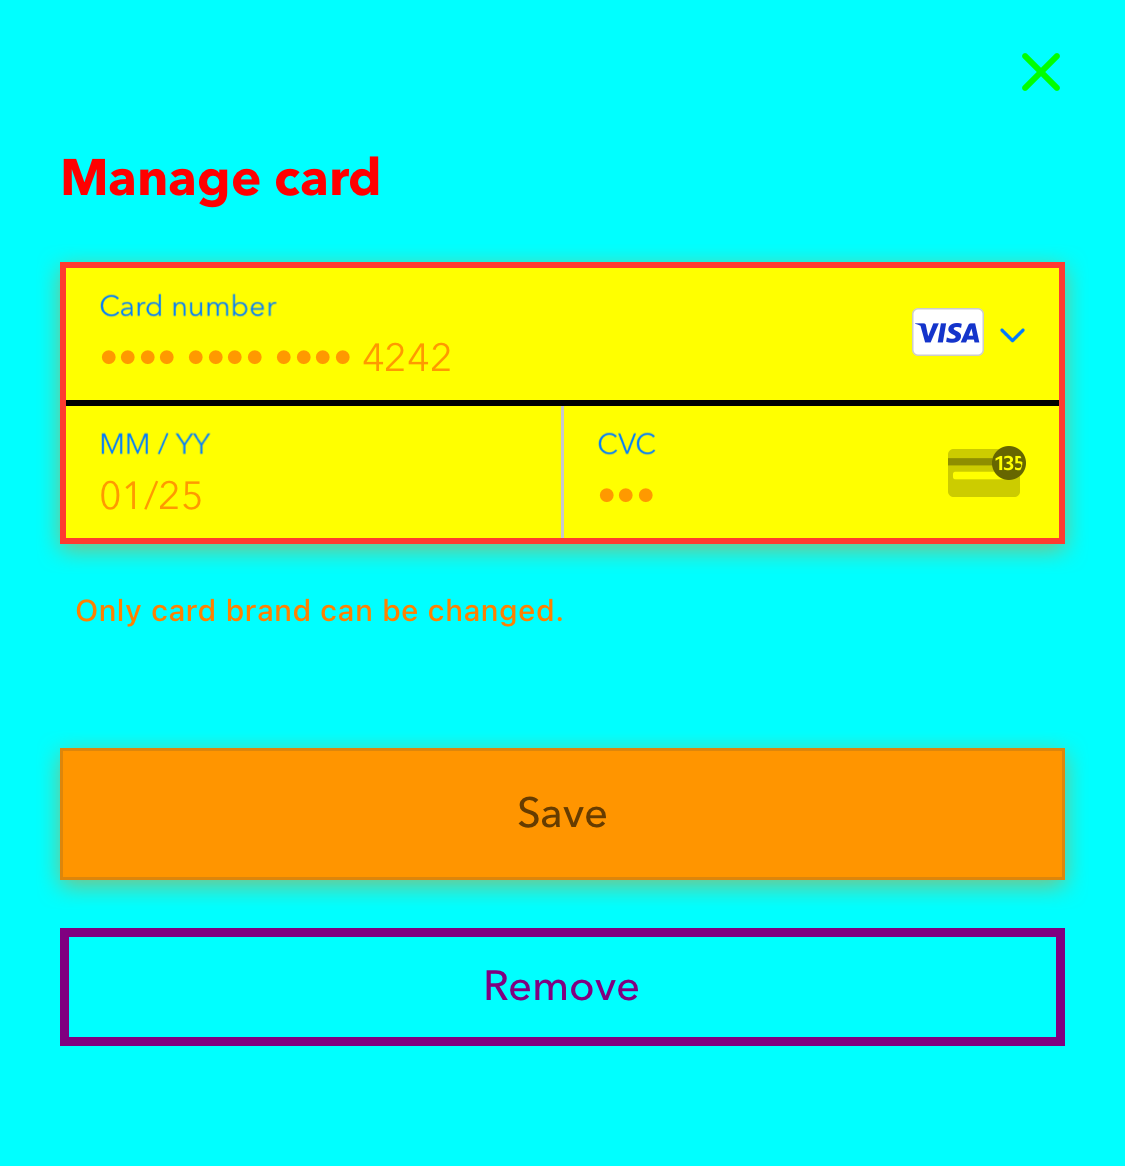 Manage card
Card number
VISA
•••• •••• •••• 4242
MM / YY
CVC
135
01/25
•••
Only card brand can be changed.
Save
Remove